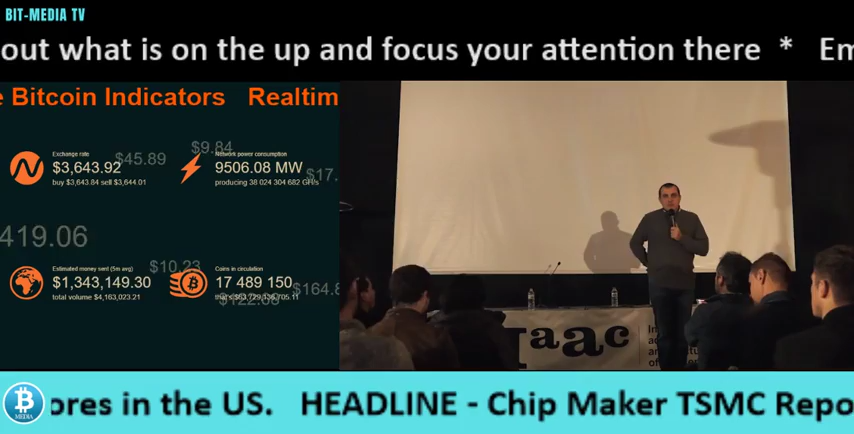 BIT-MEDIA TV
out what is on the up and focus your attention there * Em
e Bitcoin Indicators Realtim
Exchange rate
$3,643.92
buy $3,643.84 sell $3,644.01
$45.89
$9.84
Network power consumption
9506.08 MW
producing 38 024 304 682 GH/s
$17.
419.06
Estimated money sent (5m avg)
$1,343,149.30
total volume $4,163,023.21
$10.23
Coins in circulation
17 489 150
$164.8
aac
BITMEDIA
ores in the US. HEADLINE - Chip Maker TSMC Repo